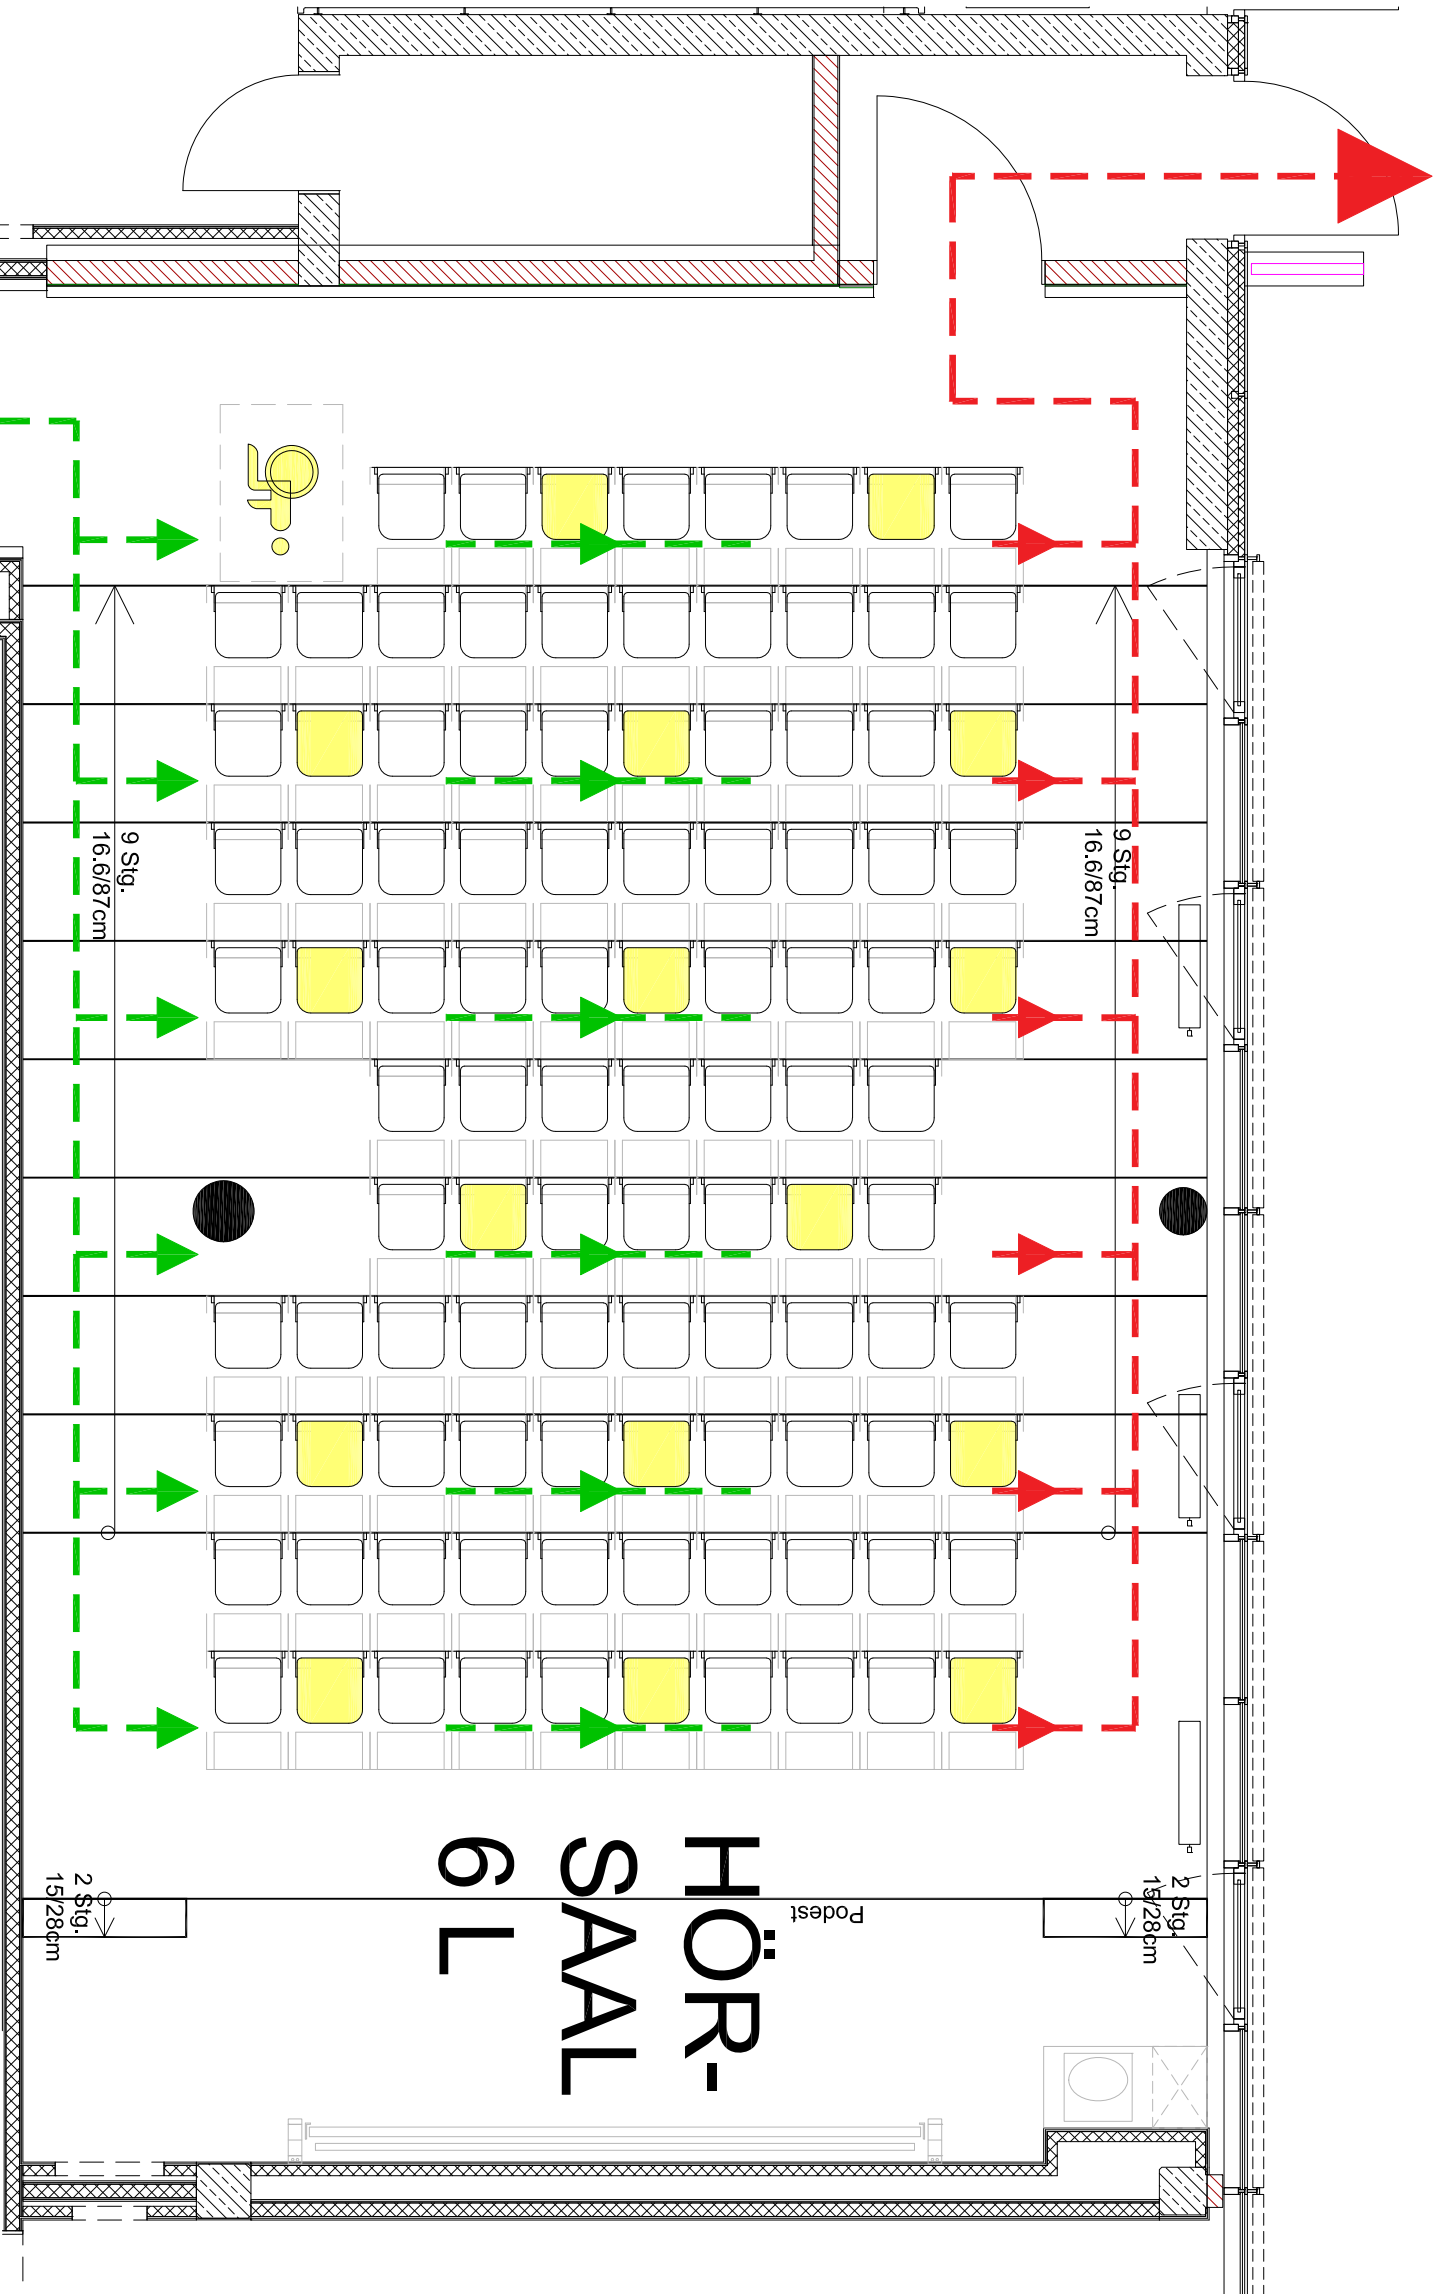 9 Stg.
16.6/87cm
9 Stg.
16.6/87cm
HÖR-
SAAL
6 L
Podest
2 Stg.
15/28cm
2 Stg.
15/28cm